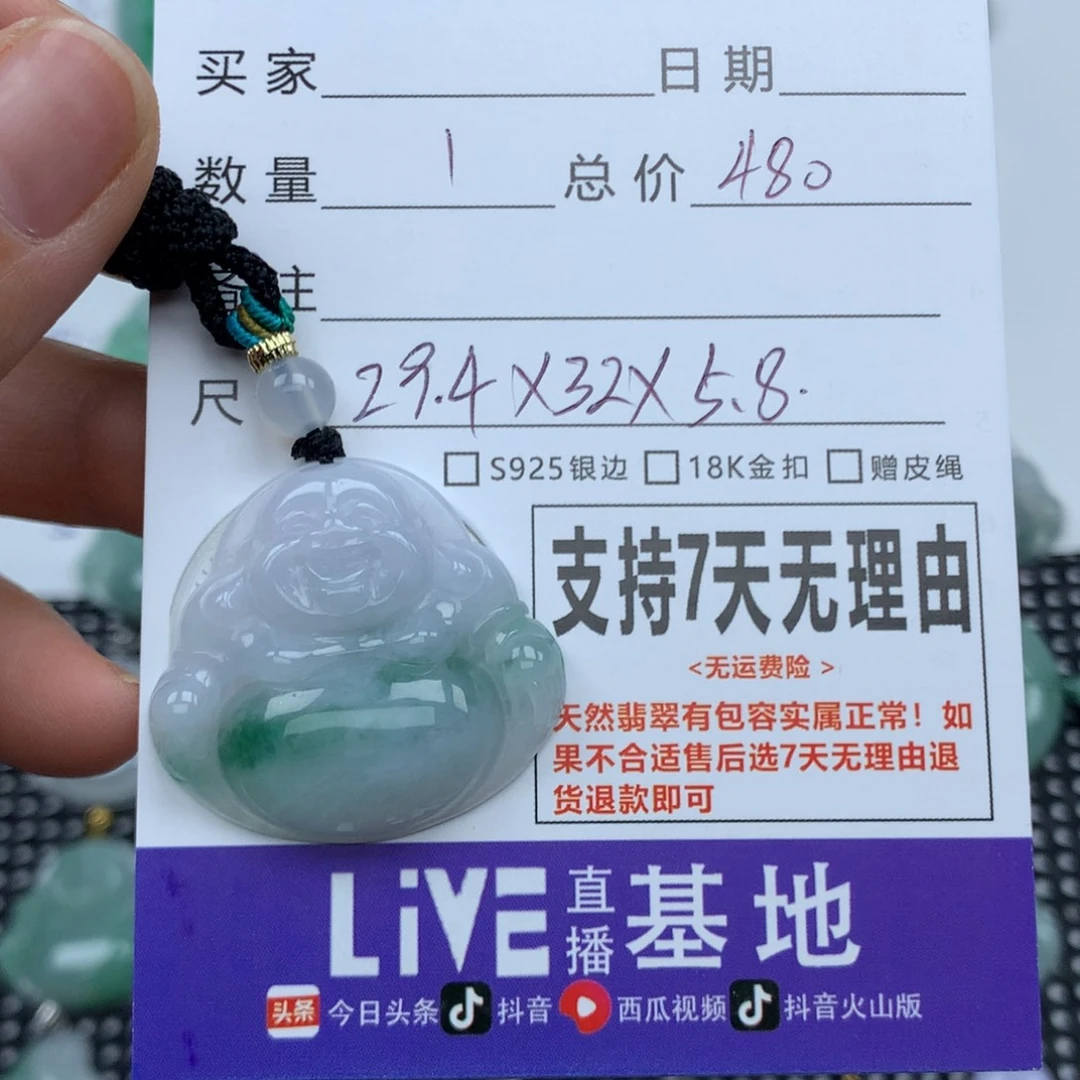 买家 日期
数量 1 总价 480
备注
尺 29.4X32X5.8.
S925银边 18K金扣 赠皮绳
支持7天无理由
<无运费险>
天然翡翠有包容实属正常！如
果不合适售后选7天无理由退
货退款即可
LiVE 直播 基地
头条 今日头条 抖音 西瓜视频 抖音火山版